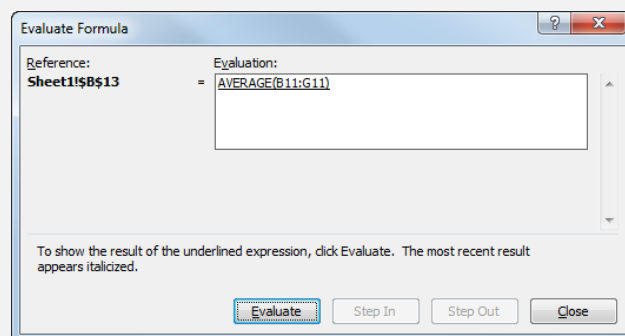 Evaluate Formula
Reference:
Evaluation:
Sheet1!$B$13
=
AVERAGE(B11:G11)
To show the result of the underlined expression, click Evaluate. The most recent result
appears italicized.
Evaluate
Step In
Step Out
Close